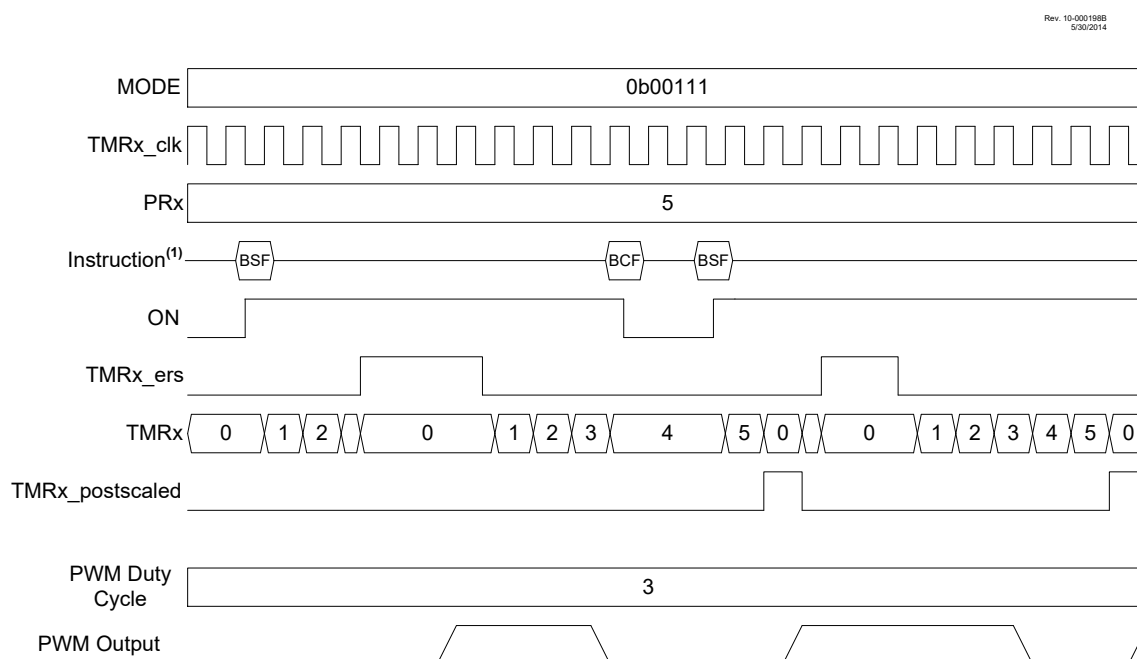 Rev. 10-000198B
5/30/2014
MODE 0b00111
TMRx_clk
PRx 5
Instruction(1) BSF BCF BSF
ON
TMRx_ers
TMRx 0 1 2 0 1 2 3 4 5 0 0 1 2 3 4 5 0
TMRx_postscaled
PWM Duty
Cycle 3
PWM Output